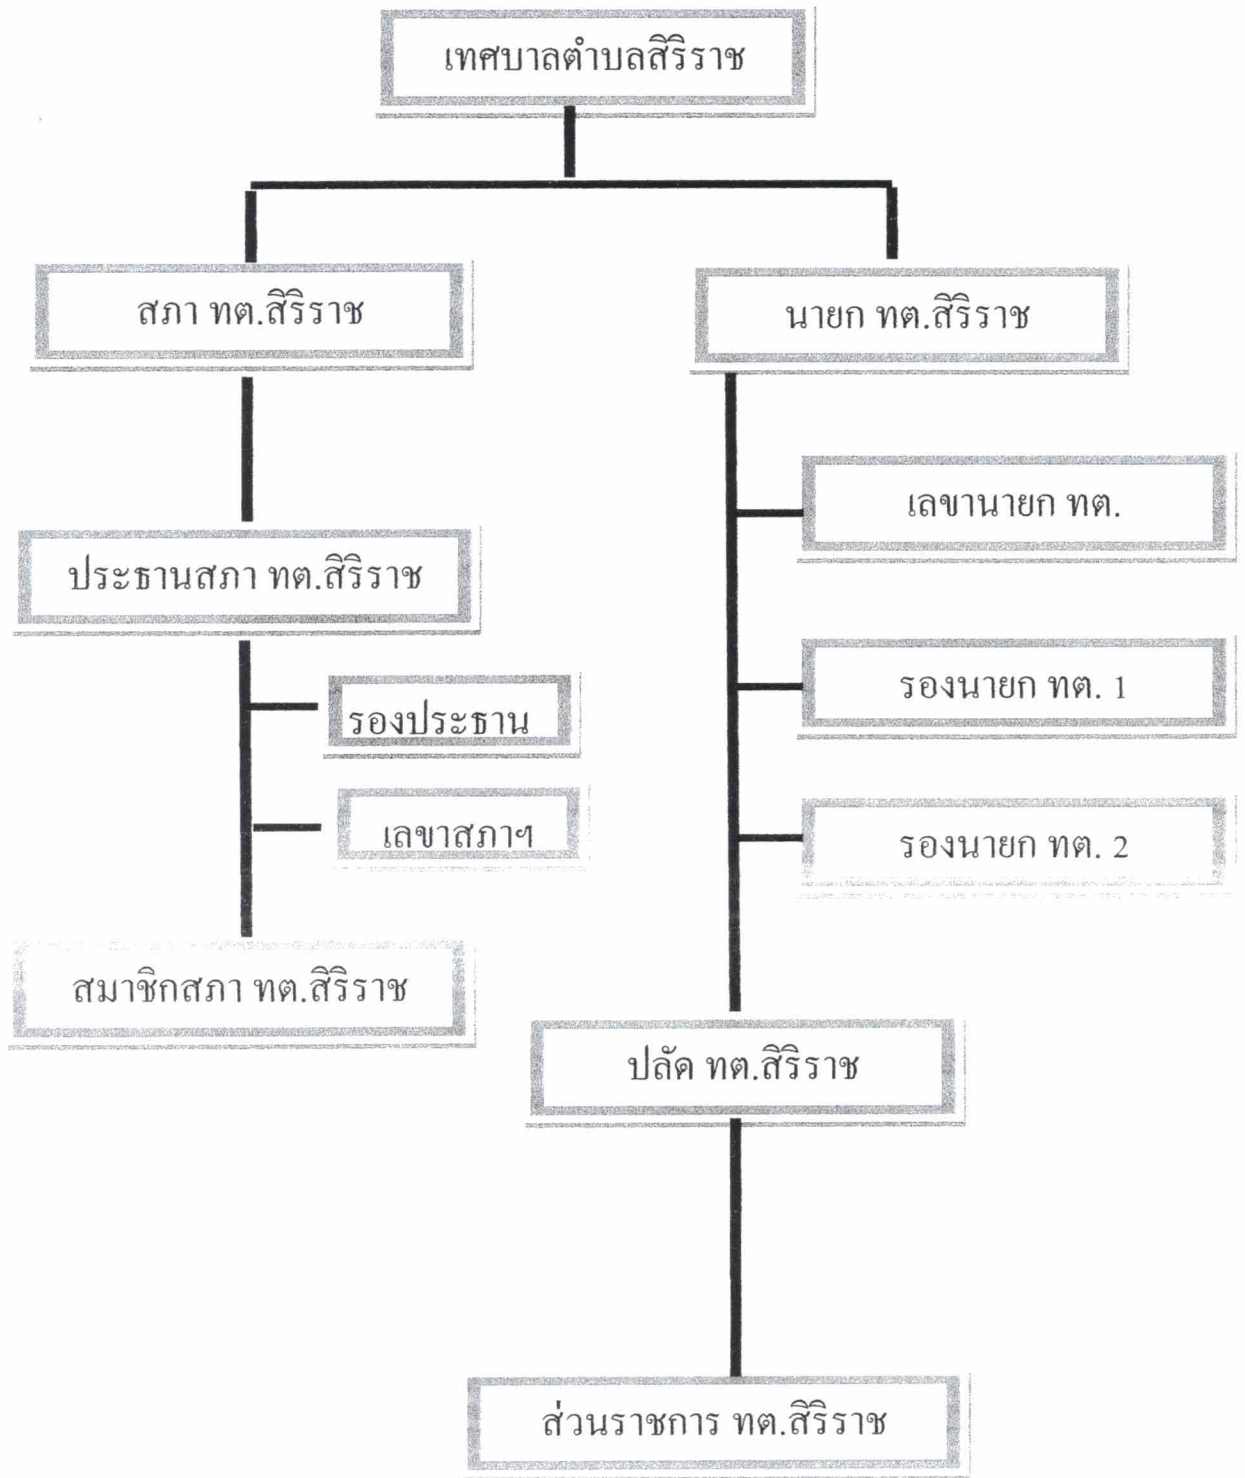 เทศบาลตำบลสิริราช
สภา ทต.สิริราช
นายก ทต.สิริราช
เลขานายก ทต.
ประธานสภา ทต.สิริราช
รองนายก ทต. 1
รองประธาน
เลขาสภาฯ
รองนายก ทต. 2
สมาชิกสภา ทต.สิริราช
ปลัด ทต.สิริราช
ส่วนราชการ ทต.สิริราช